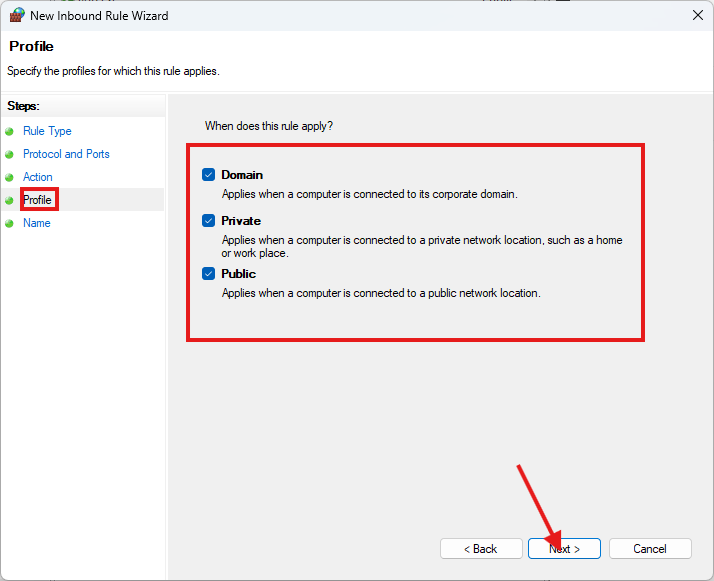 New Inbound Rule Wizard
Profile
Specify the profiles for which this rule applies.
Steps:
Rule Type
Protocol and Ports
Action
Profile
Name
When does this rule apply?
Domain
Applies when a computer is connected to its corporate domain.
Private
Applies when a computer is connected to a private network location, such as a home
or work place.
Public
Applies when a computer is connected to a public network location.
< Back
Next >
Cancel